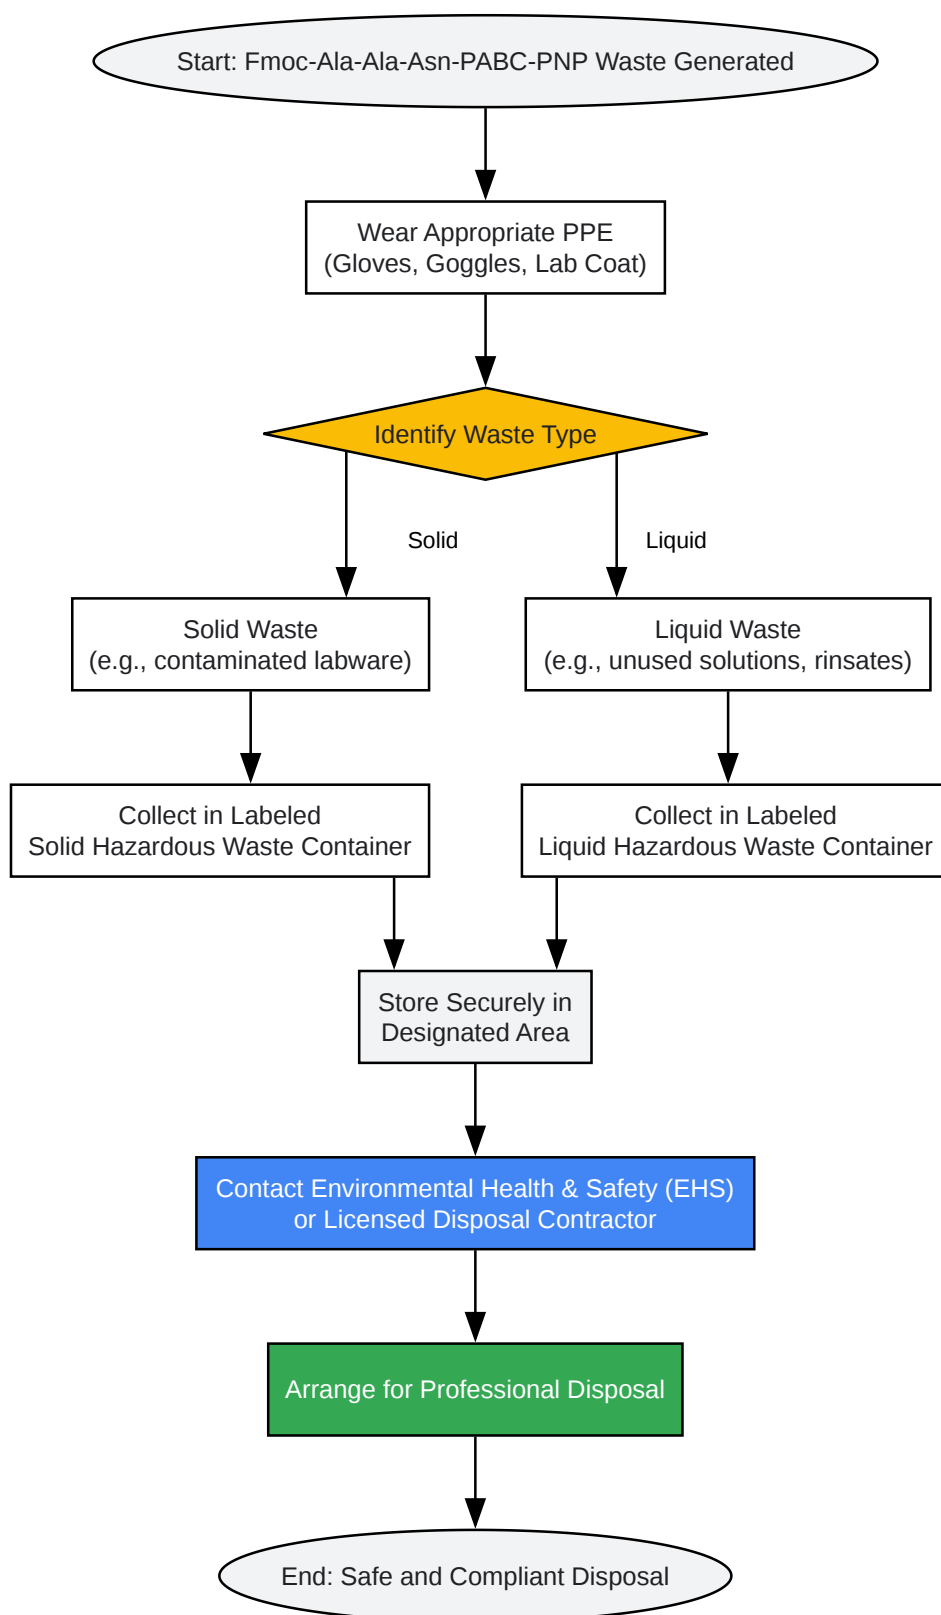 Start: Fmoc-Ala-Ala-Asn-PABC-PNP Waste Generated
Wear Appropriate PPE
(Gloves, Goggles, Lab Coat)
Identify Waste Type
Solid
Liquid
Solid Waste
(e.g., contaminated labware)
Liquid Waste
(e.g., unused solutions, rinsates)
Collect in Labeled
Solid Hazardous Waste Container
Collect in Labeled
Liquid Hazardous Waste Container
Store Securely in
Designated Area
Contact Environmental Health & Safety (EHS)
or Licensed Disposal Contractor
Arrange for Professional Disposal
End: Safe and Compliant Disposal